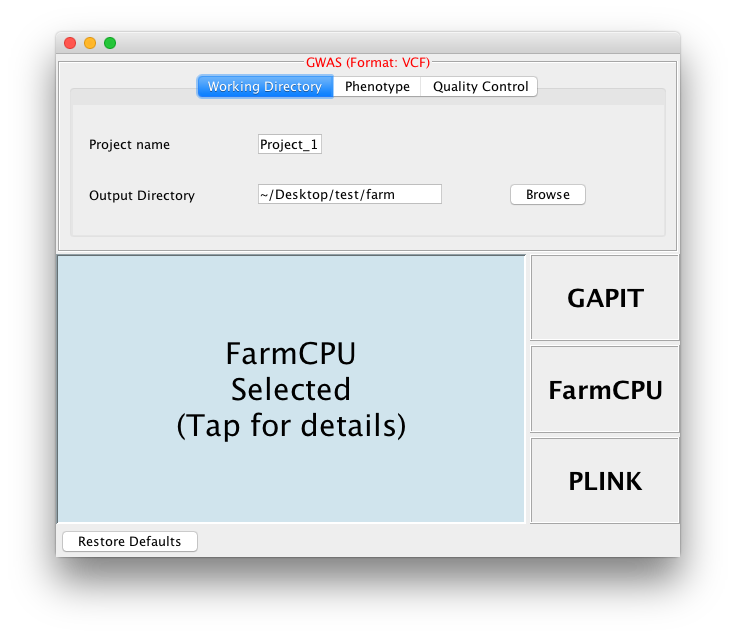 GWAS (Format: VCF)
Working Directory Phenotype Quality Control
Project name Project_1
Output Directory ~/Desktop/test/farm Browse
FarmCPU
Selected
(Tap for details)
GAPIT
FarmCPU
PLINK
Restore Defaults